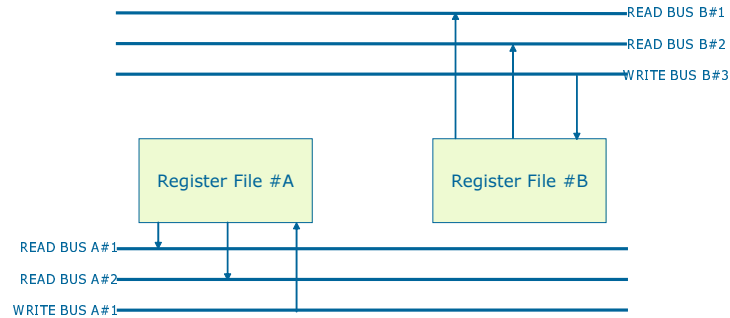 READ BUS B#1
READ BUS B#2
WRITE BUS B#3
Register File #A
Register File #B
READ BUS A#1
READ BUS A#2
WRITE BUS A#1